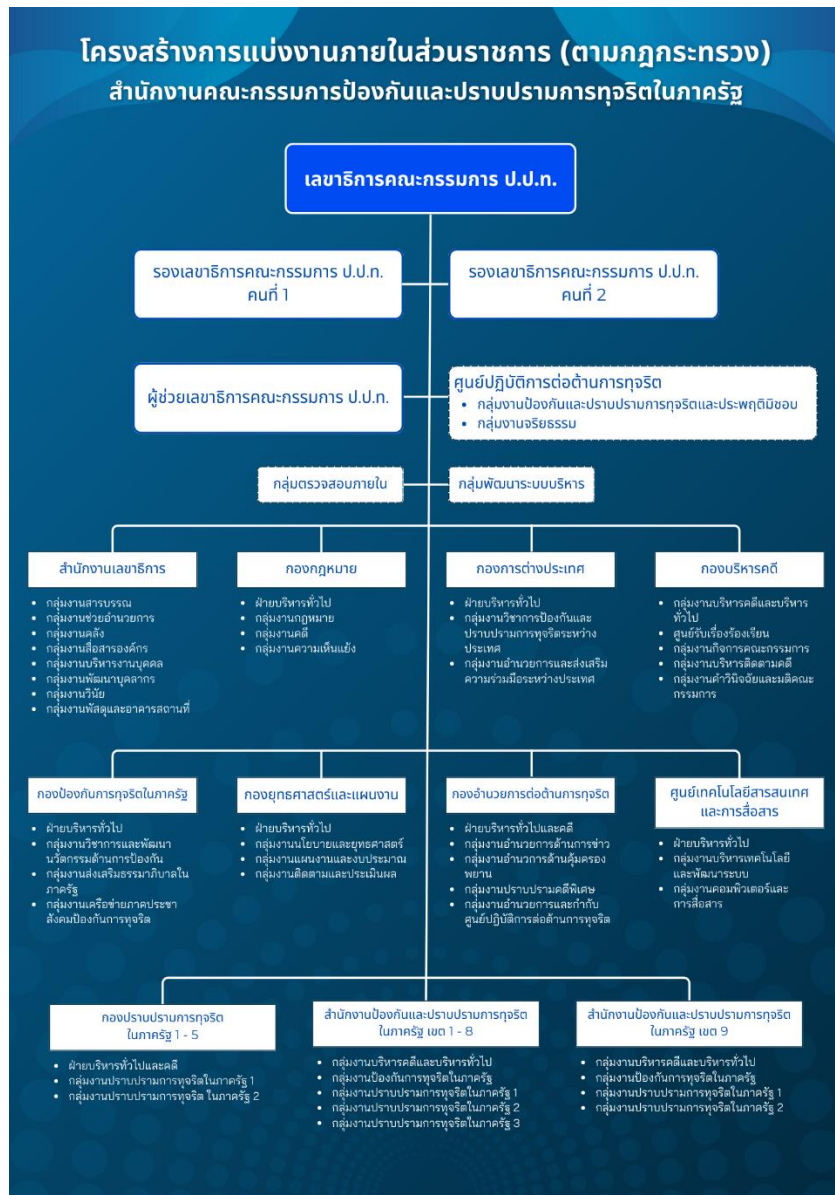 โครงสร้างการแบ่งงานภายในส่วนราชการ (ตามกฎกระทรวง)
สำนักงานคณะกรรมการป้องกันและปราบปรามการทุจริตในภาครัฐ
เลขาธิการคณะกรรมการ ป.ป.ท.
รองเลขาธิการคณะกรรมการ ป.ป.ท.
คนที่ 1
รองเลขาธิการคณะกรรมการ ป.ป.ท.
คนที่ 2
ผู้ช่วยเลขาธิการคณะกรรมการ ป.ป.ท.
ศูนย์ปฏิบัติการต่อต้านการทุจริต
• กลุ่มงานป้องกันและปราบปรามการทุจริตและประพฤติมิชอบ
• กลุ่มงานจริยธรรม
กลุ่มตรวจสอบภายใน
กลุ่มพัฒนาระบบบริหาร
สำนักงานเลขาธิการ
• กลุ่มงานสารบรรณ
• กลุ่มงานช่วยอำนวยการ
• กลุ่มงานคลัง
• กลุ่มงานสื่อสารองค์กร
• กลุ่มงานบริหารงานบุคคล
• กลุ่มงานพัฒนาบุคลากร
• กลุ่มงานวินัย
• กลุ่มงานพัสดุและอาคารสถานที่
กองกฎหมาย
• ฝ่ายบริหารทั่วไป
• กลุ่มงานกฎหมาย
• กลุ่มงานคดี
• กลุ่มงานความเห็นแย้ง
กองการต่างประเทศ
• ฝ่ายบริหารทั่วไป
• กลุ่มงานวิชาการป้องกันและ
ปราบปรามการทุจริตระหว่าง
ประเทศ
• กลุ่มงานอำนวยการและส่งเสริม
ความร่วมมือระหว่างประเทศ
กองบริหารคดี
• กลุ่มงานบริหารคดีและบริหาร
ทั่วไป
• ศูนย์รับเรื่องร้องเรียน
• กลุ่มงานกิจการคณะกรรมการ
• กลุ่มงานบริหารติดตามคดี
• กลุ่มงานคำวินิจฉัยและมติคณะ
กรรมการ
กองป้องกันการทุจริตในภาครัฐ
• ฝ่ายบริหารทั่วไป
• กลุ่มงานวิชาการและพัฒนา
นวัตกรรมด้านการป้องกัน
• กลุ่มงานส่งเสริมธรรมาภิบาลใน
ภาครัฐ
• กลุ่มงานเครือข่ายภาคประชา
สังคมป้องกันการทุจริต
กองยุทธศาสตร์และแผนงาน
• ฝ่ายบริหารทั่วไป
• กลุ่มงานนโยบายและยุทธศาสตร์
• กลุ่มงานแผนงานและงบประมาณ
• กลุ่มงานติดตามและประเมินผล
กองอำนวยการต่อต้านการทุจริต
• ฝ่ายบริหารทั่วไปและคดี
• กลุ่มงานอำนวยการด้านการข่าว
• กลุ่มงานอำนวการด้านคุ้มครอง
พยาน
• กลุ่มงานปราบปรามคดีพิเศษ
• กลุ่มงานอำนวยการและกำกับ
ศูนย์ปฏิบัติการต่อต้านการทุจริต
ศูนย์เทคโนโลยีสารสนเทศ
และการสื่อสาร
• ฝ่ายบริหารทั่วไป
• กลุ่มงานบริหารเทคโนโลยี
และพัฒนาระบบ
• กลุ่มงานคอมพิวเตอร์และ
การสื่อสาร
กองปราบปรามการทุจริต
ในภาครัฐ 1 - 5
• ฝ่ายบริหารทั่วไปและคดี
• กลุ่มงานปราบปรามการทุจริตในภาครัฐ 1
• กลุ่มงานปราบปรามการทุจริต ในภาครัฐ 2
สำนักงานป้องกันและปราบปรามการทุจริต
ในภาครัฐ เขต 1 - 8
• กลุ่มงานบริหารคดีและบริหารทั่วไป
• กลุ่มงานป้องกันการทุจริตในภาครัฐ
• กลุ่มงานปราบปรามการทุจริตในภาครัฐ 1
• กลุ่มงานปราบปรามการทุจริตในภาครัฐ 2
• กลุ่มงานปราบปรามการทุจริตในภาครัฐ 3
สำนักงานป้องกันและปราบปรามการทุจริต
ในภาครัฐ เขต 9
• กลุ่มงานบริหารคดีและบริหารทั่วไป
• กลุ่มงานป้องกันการทุจริตในภาครัฐ
• กลุ่มงานปราบปรามการทุจริตในภาครัฐ 1
• กลุ่มงานปราบปรามการทุจริตในภาครัฐ 2